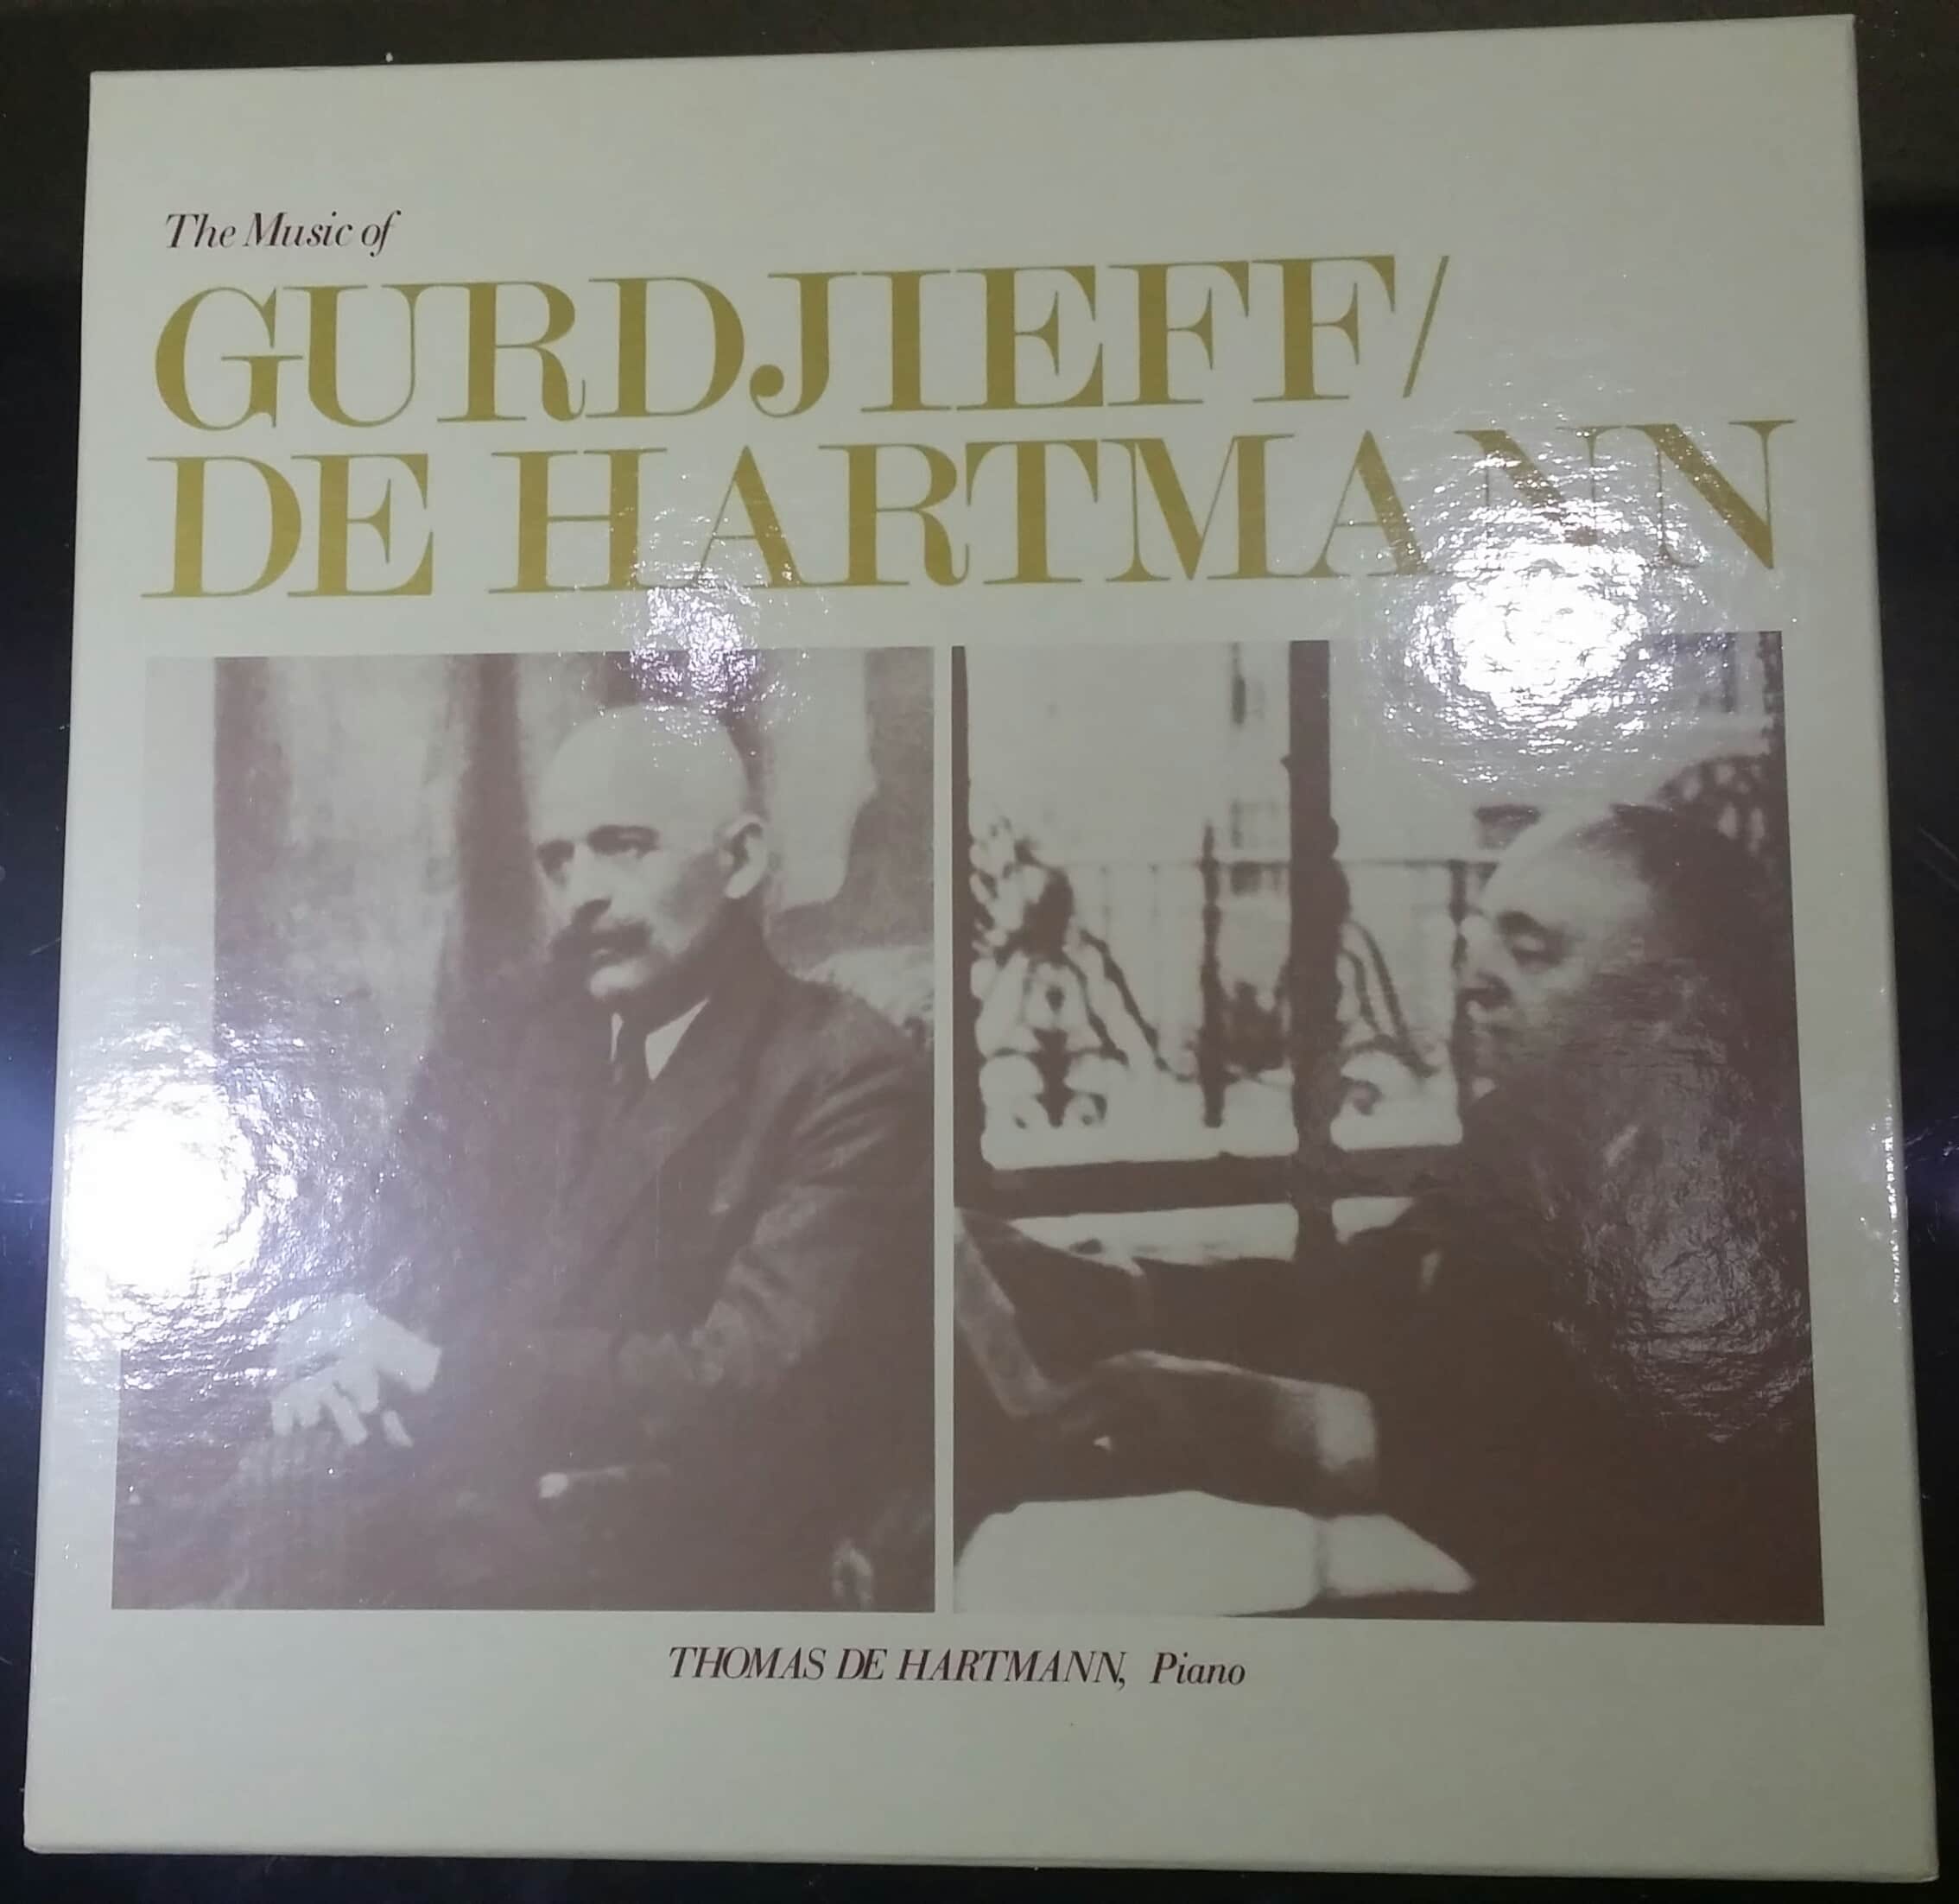 The Music of
GURDJIEFF/
DE HARTMANN
THOMAS DE HARTMANN, Piano